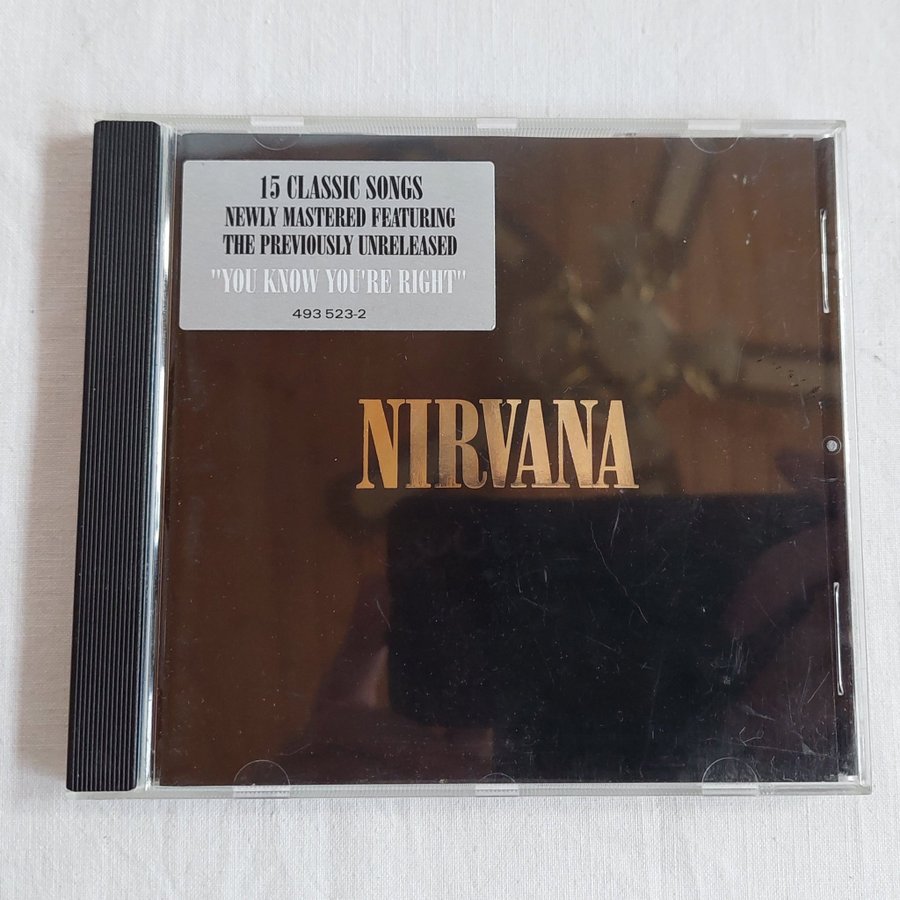 15 CLASSIC SONGS
NEWLY MASTERED FEATURING
THE PREVIOUSLY UNRELEASED
"YOU KNOW YOU'RE RIGHT"
493 523-2
NIRVANA